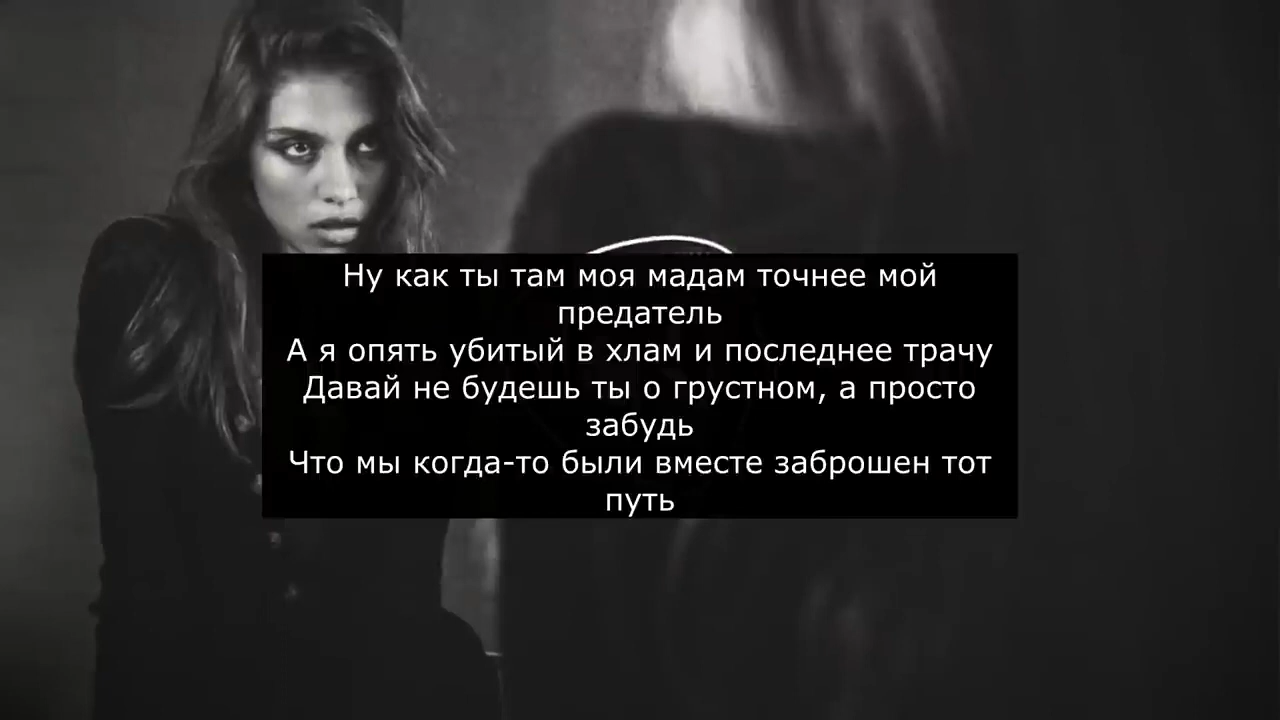 Ну как ты там моя мадам точнее мой
предатель
А я опять убитый в хлам и последнее трачу
Давай не будешь ты о грустном, а просто
забудь
Что мы когда-то были вместе заброшен тот
путь